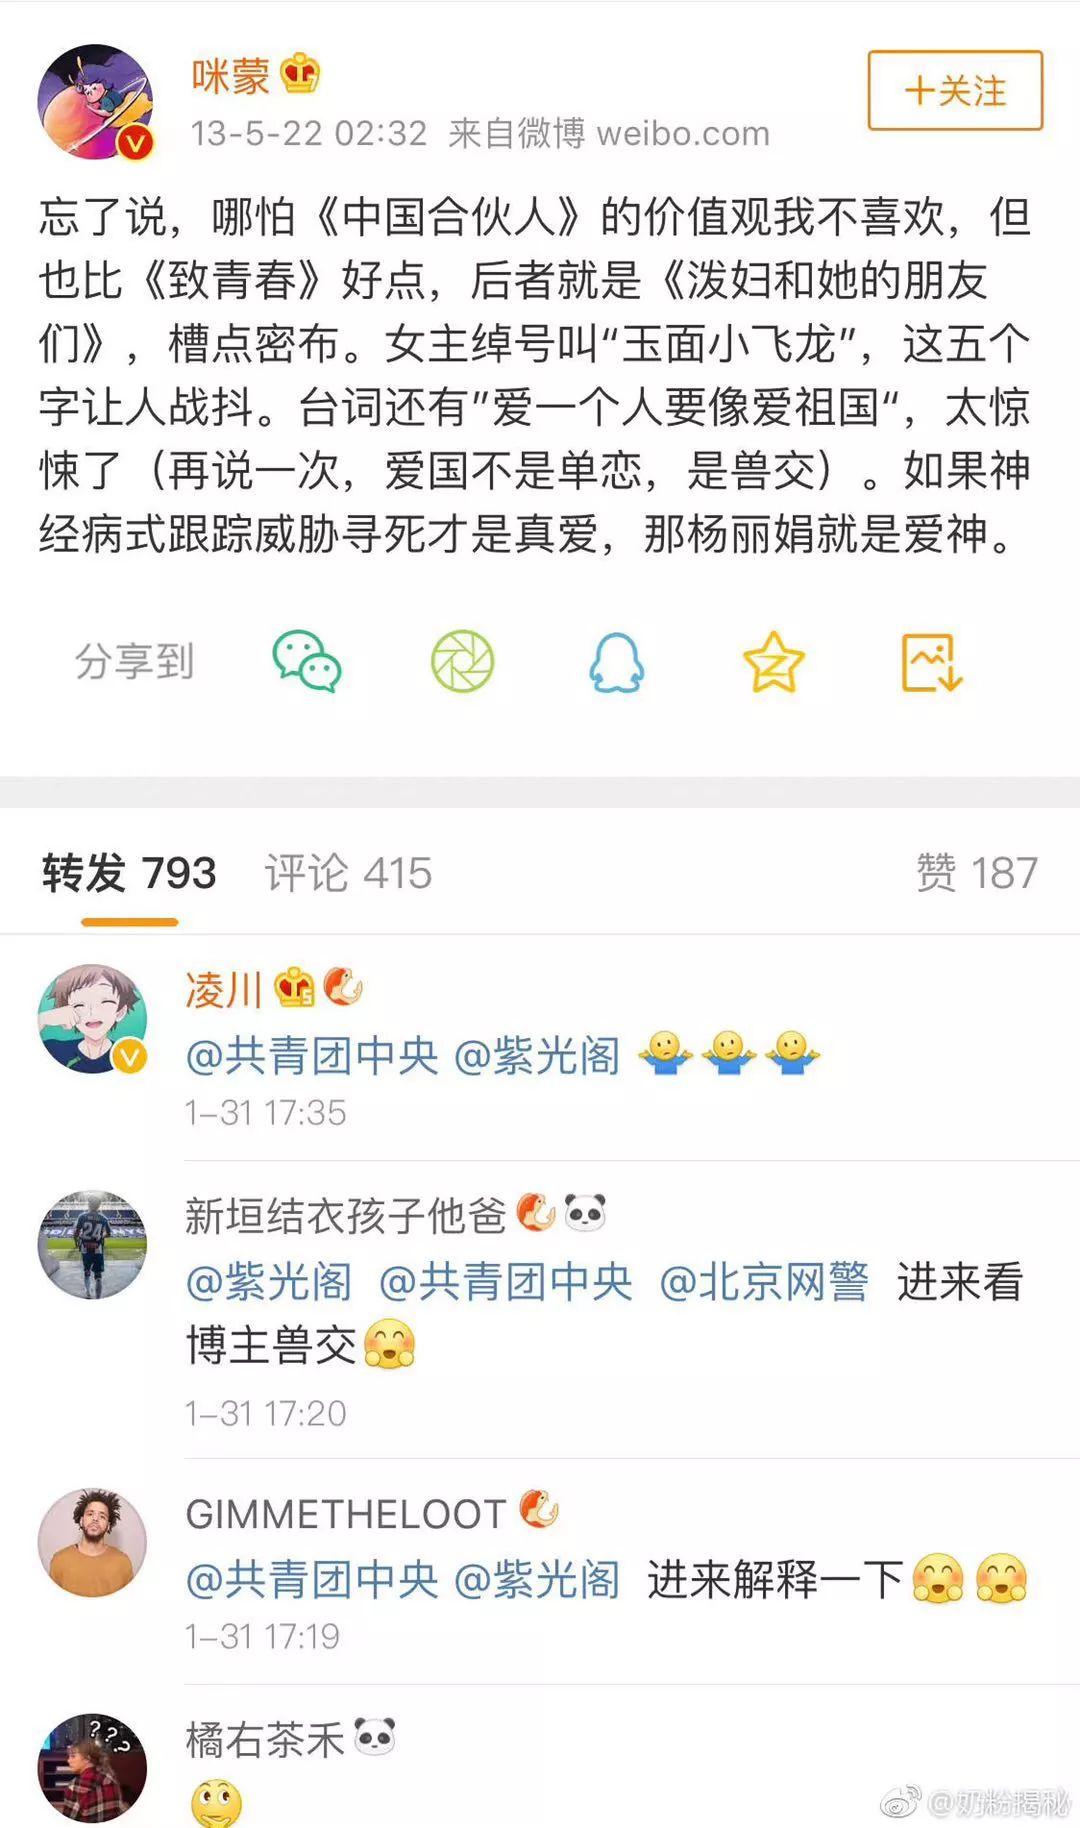 咪蒙
13-5-22 02:32 来自微博 weibo.com
十关注
忘了说，哪怕《中国合伙人》的价值观我不喜欢，但
也比《致青春》好点，后者就是《泼妇和她的朋友
们》，槽点密布。女主绰号叫“玉面小飞龙”，这五个
字让人战抖。台词还有”爱一个人要像爱祖国“，太惊
悚了（再说一次，爱国不是单恋，是兽交）。如果神
经病式跟踪威胁寻死才是真爱，那杨丽娟就是爱神。
分享到
转发 793 评论 415 赞 187
凌川
@共青团中央 @紫光阁 🤷🤷🤷
1-31 17:35
新垣结衣孩子他爸
24
@紫光阁 @共青团中央 @北京网警 进来看
博主兽交🤗
1-31 17:20
GIMMETHELOOT
@共青团中央 @紫光阁 进来解释一下🤗🤗
1-31 17:19
橘右茶禾🐼
???
🤔
@奶粉揭秘